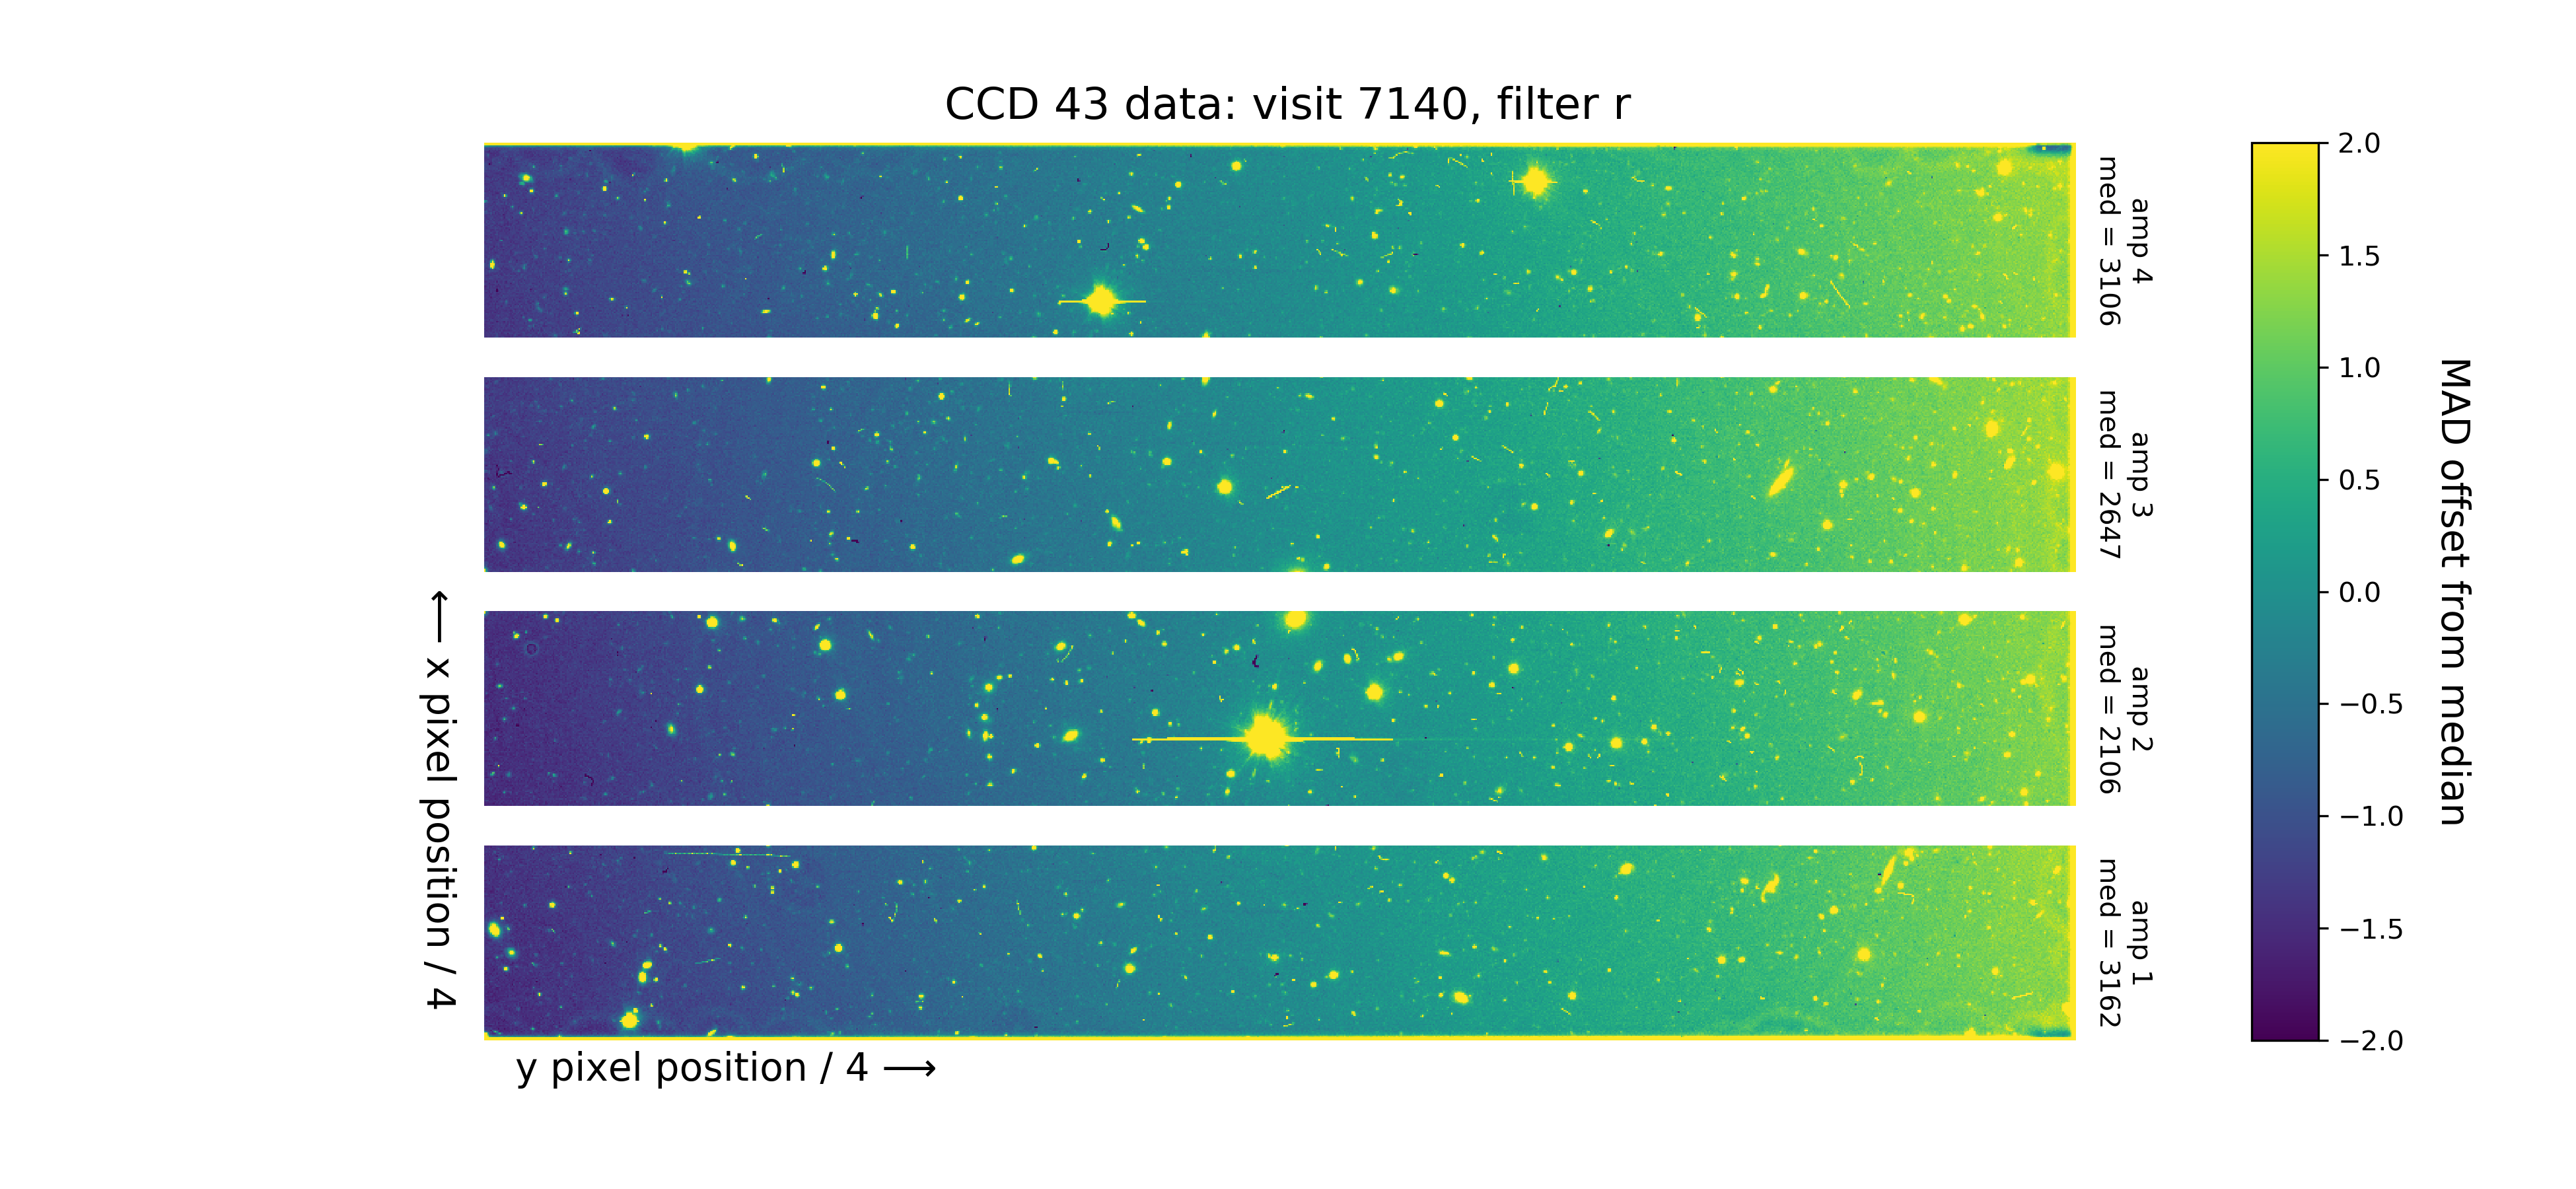 CCD 43 data: visit 7140, filter r
amp 4
med = 3106
amp 3
med = 2647
amp 2
med = 2106
amp 1
med = 3162
⟵ x pixel position / 4
y pixel position / 4 ⟶
2.0
1.5
1.0
0.5
0.0
−0.5
−1.0
−1.5
−2.0
MAD offset from median